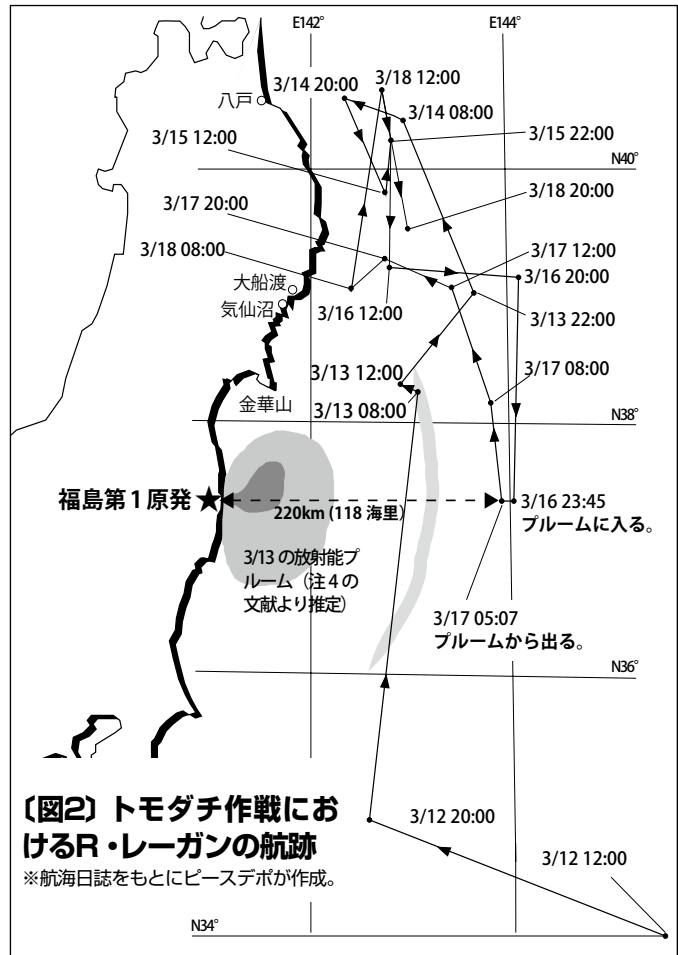 E142°
E144°
3/14 20:00
3/18 12:00
八戸
3/14 08:00
3/15 12:00
3/15 22:00
N40°
3/17 20:00
3/18 20:00
3/18 08:00
3/17 12:00
大船渡
3/16 20:00
気仙沼
3/16 12:00
3/13 22:00
3/13 12:00
3/17 08:00
金華山
3/13 08:00
N38°
福島第1原発
220km (118 海里)
3/16 23:45
プルームに入る。
3/13 の放射能プ
ルーム（注4の
文献より推定）
3/17 05:07
プルームから出る。
N36°
〔図2〕トモダチ作戦にお
けるR・レーガンの航跡
※航海日誌をもとにピースデポが作成。
3/12 20:00
3/12 12:00
N34°